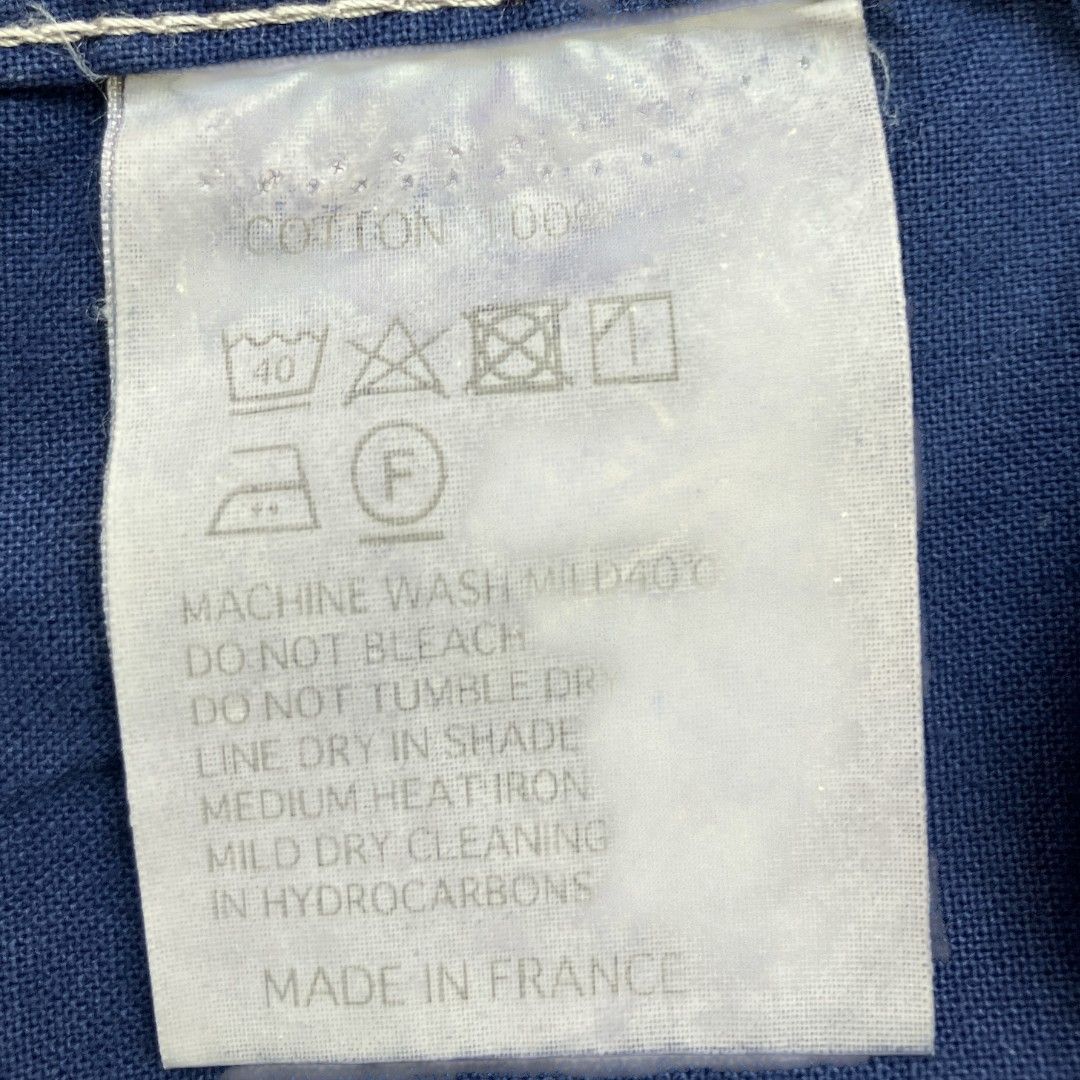 COTTON 100%
40
F
MACHINE WASH MILD40°C
DO NOT BLEACH
DO NOT TUMBLE DRY
LINE DRY IN SHADE
MEDIUM HEAT IRON
MILD DRY CLEANING
IN HYDROCARBONS
MADE IN FRANCE